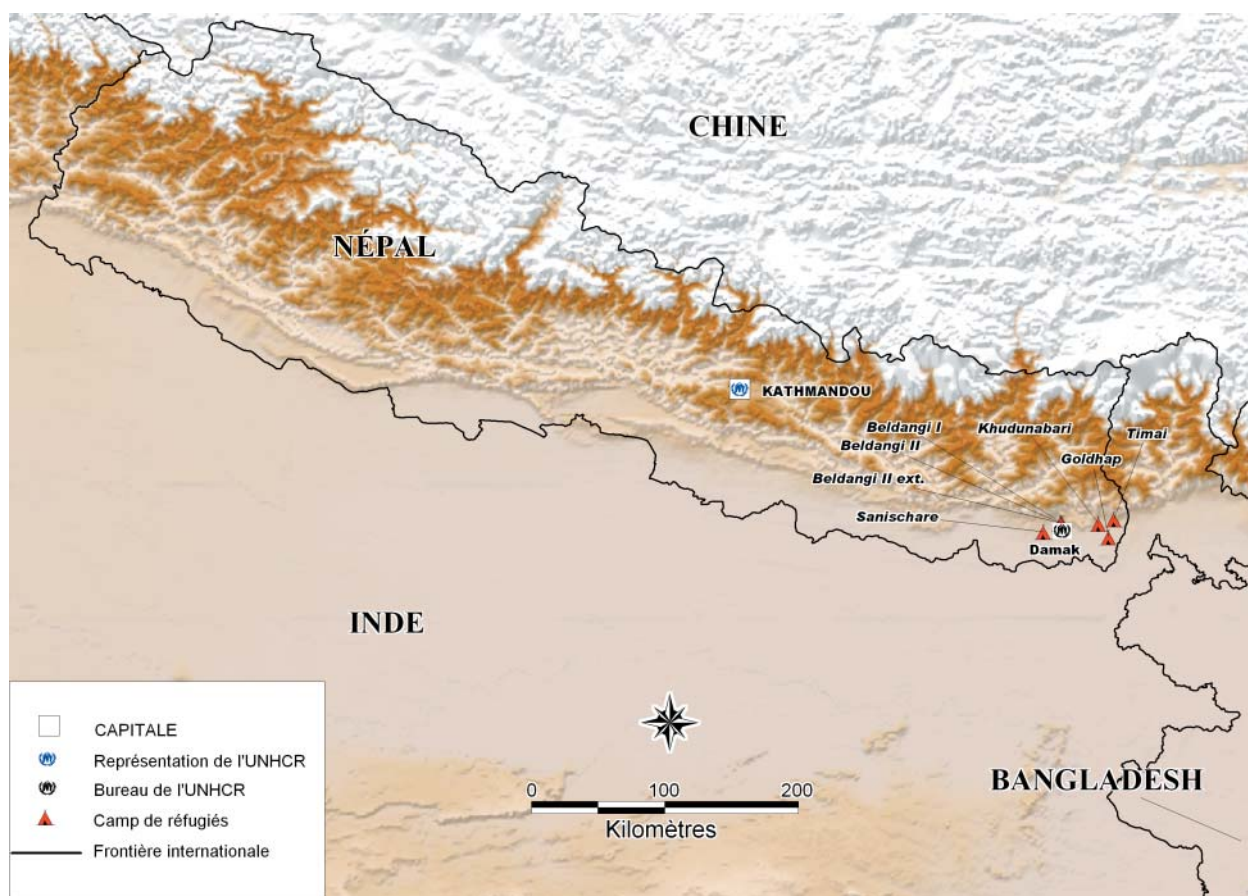 CHINE
NÉPAL
KATHMANDOU
Beldangi I
Khudunabari
Timai
Beldangi II
Goldhap
Beldangi II ext.
Sanischare
Damak
INDE
BANGLADESH
CAPITALE
Représentation de l'UNHCR
Bureau de l'UNHCR
Camp de réfugiés
Frontière internationale
0 100 200
Kilomètres